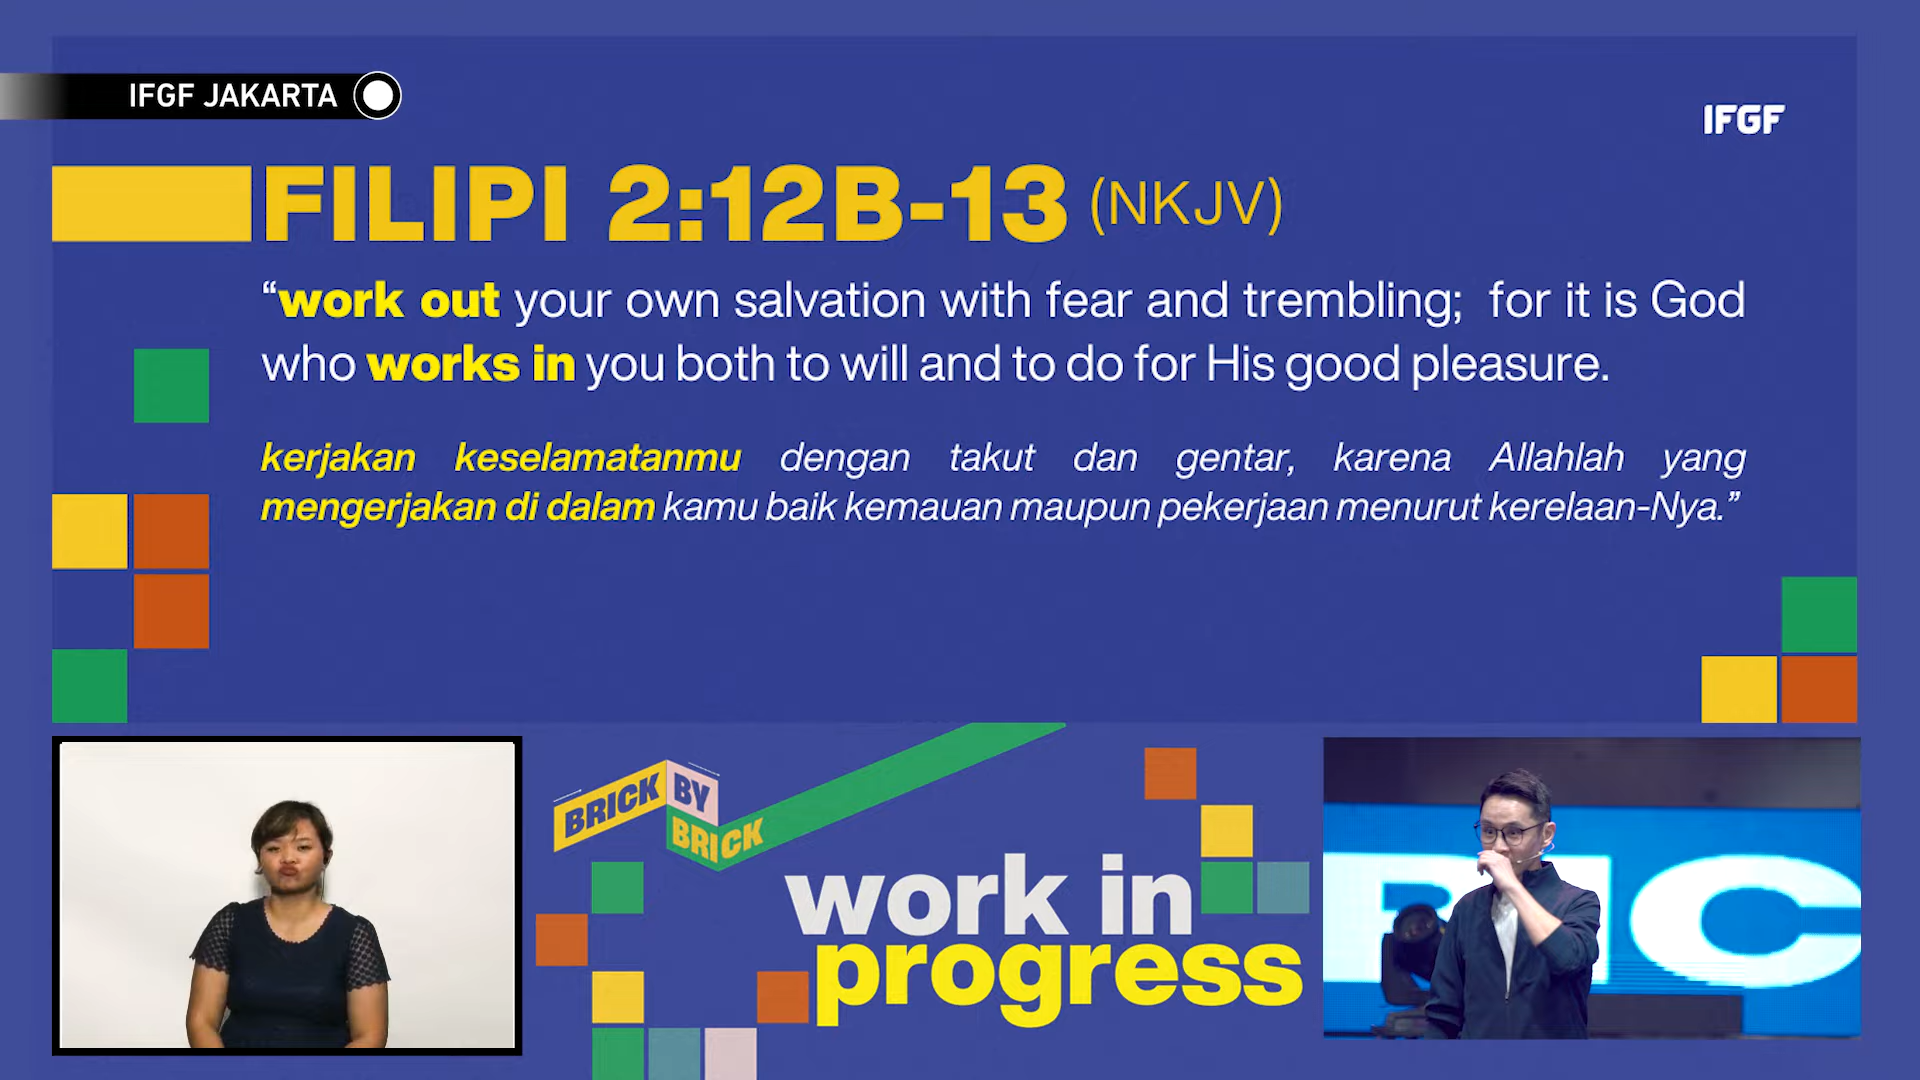 IFGF JAKARTA
IFGF
FILIPI 2:12B-13 (NKJV)
“work out your own salvation with fear and trembling; for it is God
who works in you both to will and to do for His good pleasure.
kerjakan keselamatanmu dengan takut dan gentar, karena Allahlah yang
mengerjakan di dalam kamu baik kemauan maupun pekerjaan menurut kerelaan-Nya.”
BRICK BY
BRICK
work in
progress